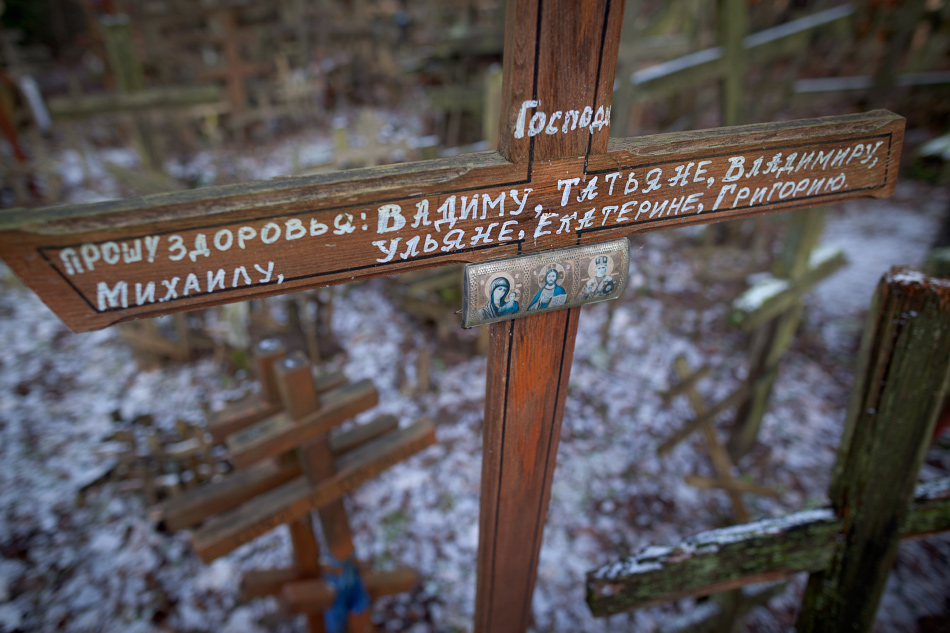 Господи
прошу здоровья: Вадиму, Татьяне, Владимиру,
Михаилу, Ульяне, Екатерине, Григорию.